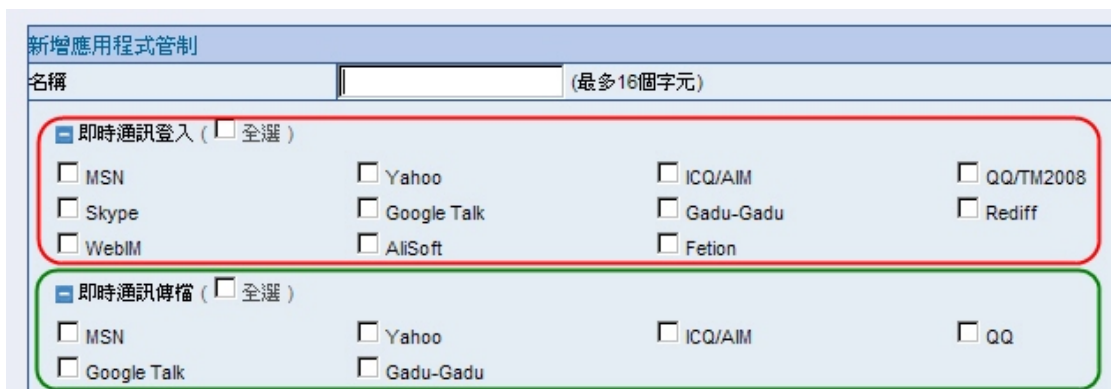 新增應用程式管制
名稱 (最多16個字元)
即時通訊登入 ( 全選 )
MSN Yahoo ICQ/AIM QQ/TM2008
Skype Google Talk Gadu-Gadu Rediff
WebIM AliSoft Fetion
即時通訊傳檔 ( 全選 )
MSN Yahoo ICQ/AIM QQ
Google Talk Gadu-Gadu